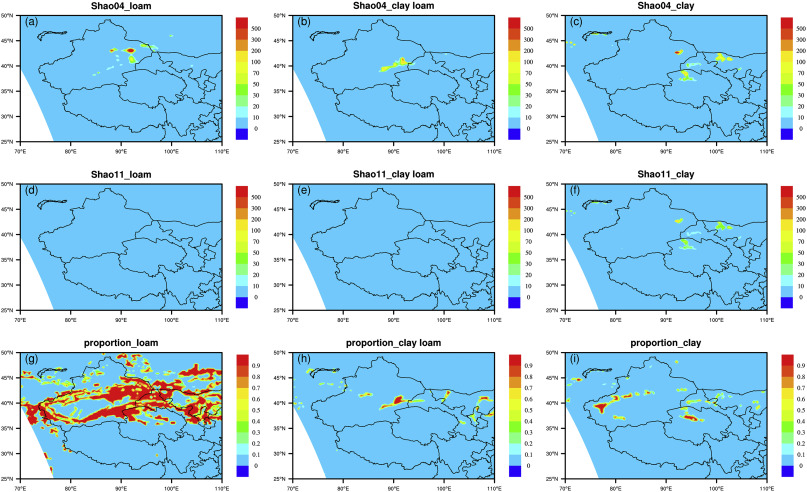 Shao04_loam
Shao04_clay loam
Shao04_clay
(a)
50°N
45°N
40°N
35°N
30°N
25°N
70°E 80°E 90°E 100°E 110°E
500
300
200
100
70
50
30
20
10
0
(b)
50°N
45°N
40°N
35°N
30°N
25°N
70°E 80°E 90°E 100°E 110°E
500
300
200
100
70
50
30
20
10
0
(c)
50°N
45°N
40°N
35°N
30°N
25°N
70°E 80°E 90°E 100°E 110°E
500
300
200
100
70
50
30
20
10
0
Shao11_loam
Shao11_clay loam
Shao11_clay
(d)
50°N
45°N
40°N
35°N
30°N
25°N
70°E 80°E 90°E 100°E 110°E
500
300
200
100
70
50
30
20
10
0
(e)
50°N
45°N
40°N
35°N
30°N
25°N
70°E 80°E 90°E 100°E 110°E
500
300
200
100
70
50
30
20
10
0
(f)
50°N
45°N
40°N
35°N
30°N
25°N
70°E 80°E 90°E 100°E 110°E
500
300
200
100
70
50
30
20
10
0
proportion_loam
proportion_clay loam
proportion_clay
(g)
50°N
45°N
40°N
35°N
30°N
25°N
70°E 80°E 90°E 100°E 110°E
0.9
0.8
0.7
0.6
0.5
0.4
0.3
0.2
0.1
0
(h)
50°N
45°N
40°N
35°N
30°N
25°N
70°E 80°E 90°E 100°E 110°E
0.9
0.8
0.7
0.6
0.5
0.4
0.3
0.2
0.1
0
(i)
50°N
45°N
40°N
35°N
30°N
25°N
70°E 80°E 90°E 100°E 110°E
0.9
0.8
0.7
0.6
0.5
0.4
0.3
0.2
0.1
0